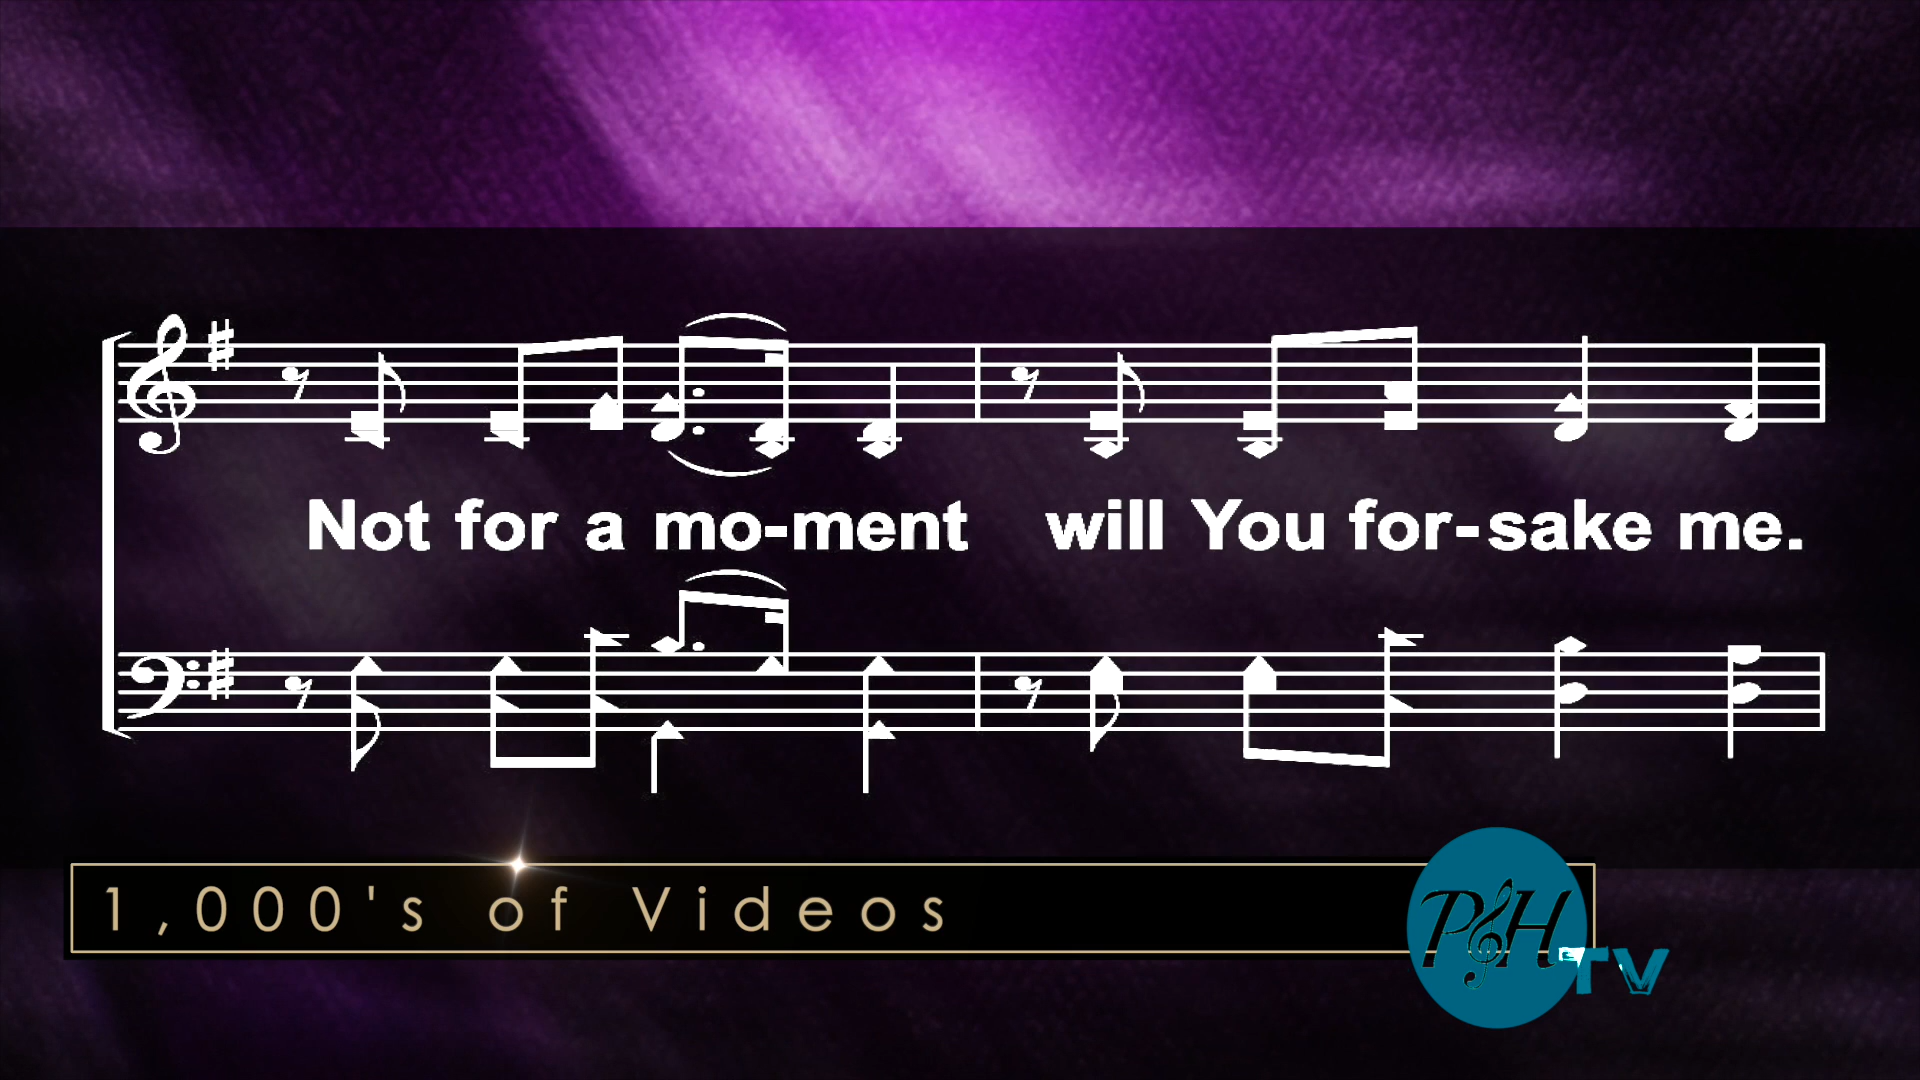 Not for a mo-ment will You for-sake me.
1,000's of Videos
P&H
TV